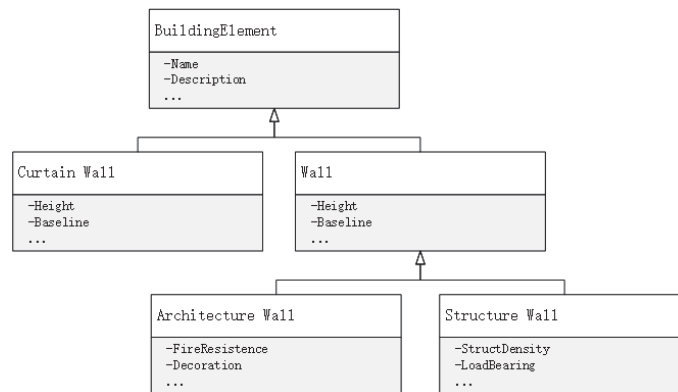 BuildingElement
-Name
-Description
...
Curtain Wall
-Height
-Baseline
...
Wall
-Height
-Baseline
...
Architecture Wall
-FireResistence
-Decoration
...
Structure Wall
-StructDensity
-LoadBearing
...